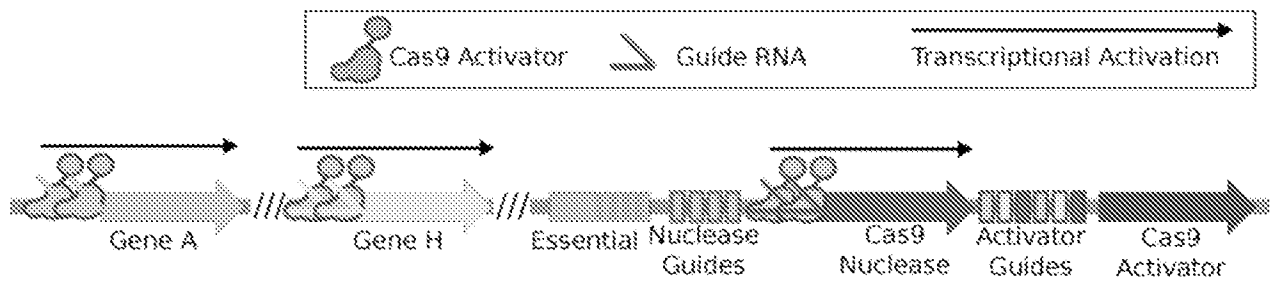 Cas9 Activator
Guide RNA
Transcriptional Activation
Gene A
Gene H
Essential
Nuclease
Guides
Cas9
Nuclease
Activator
Guides
Cas9
Activator